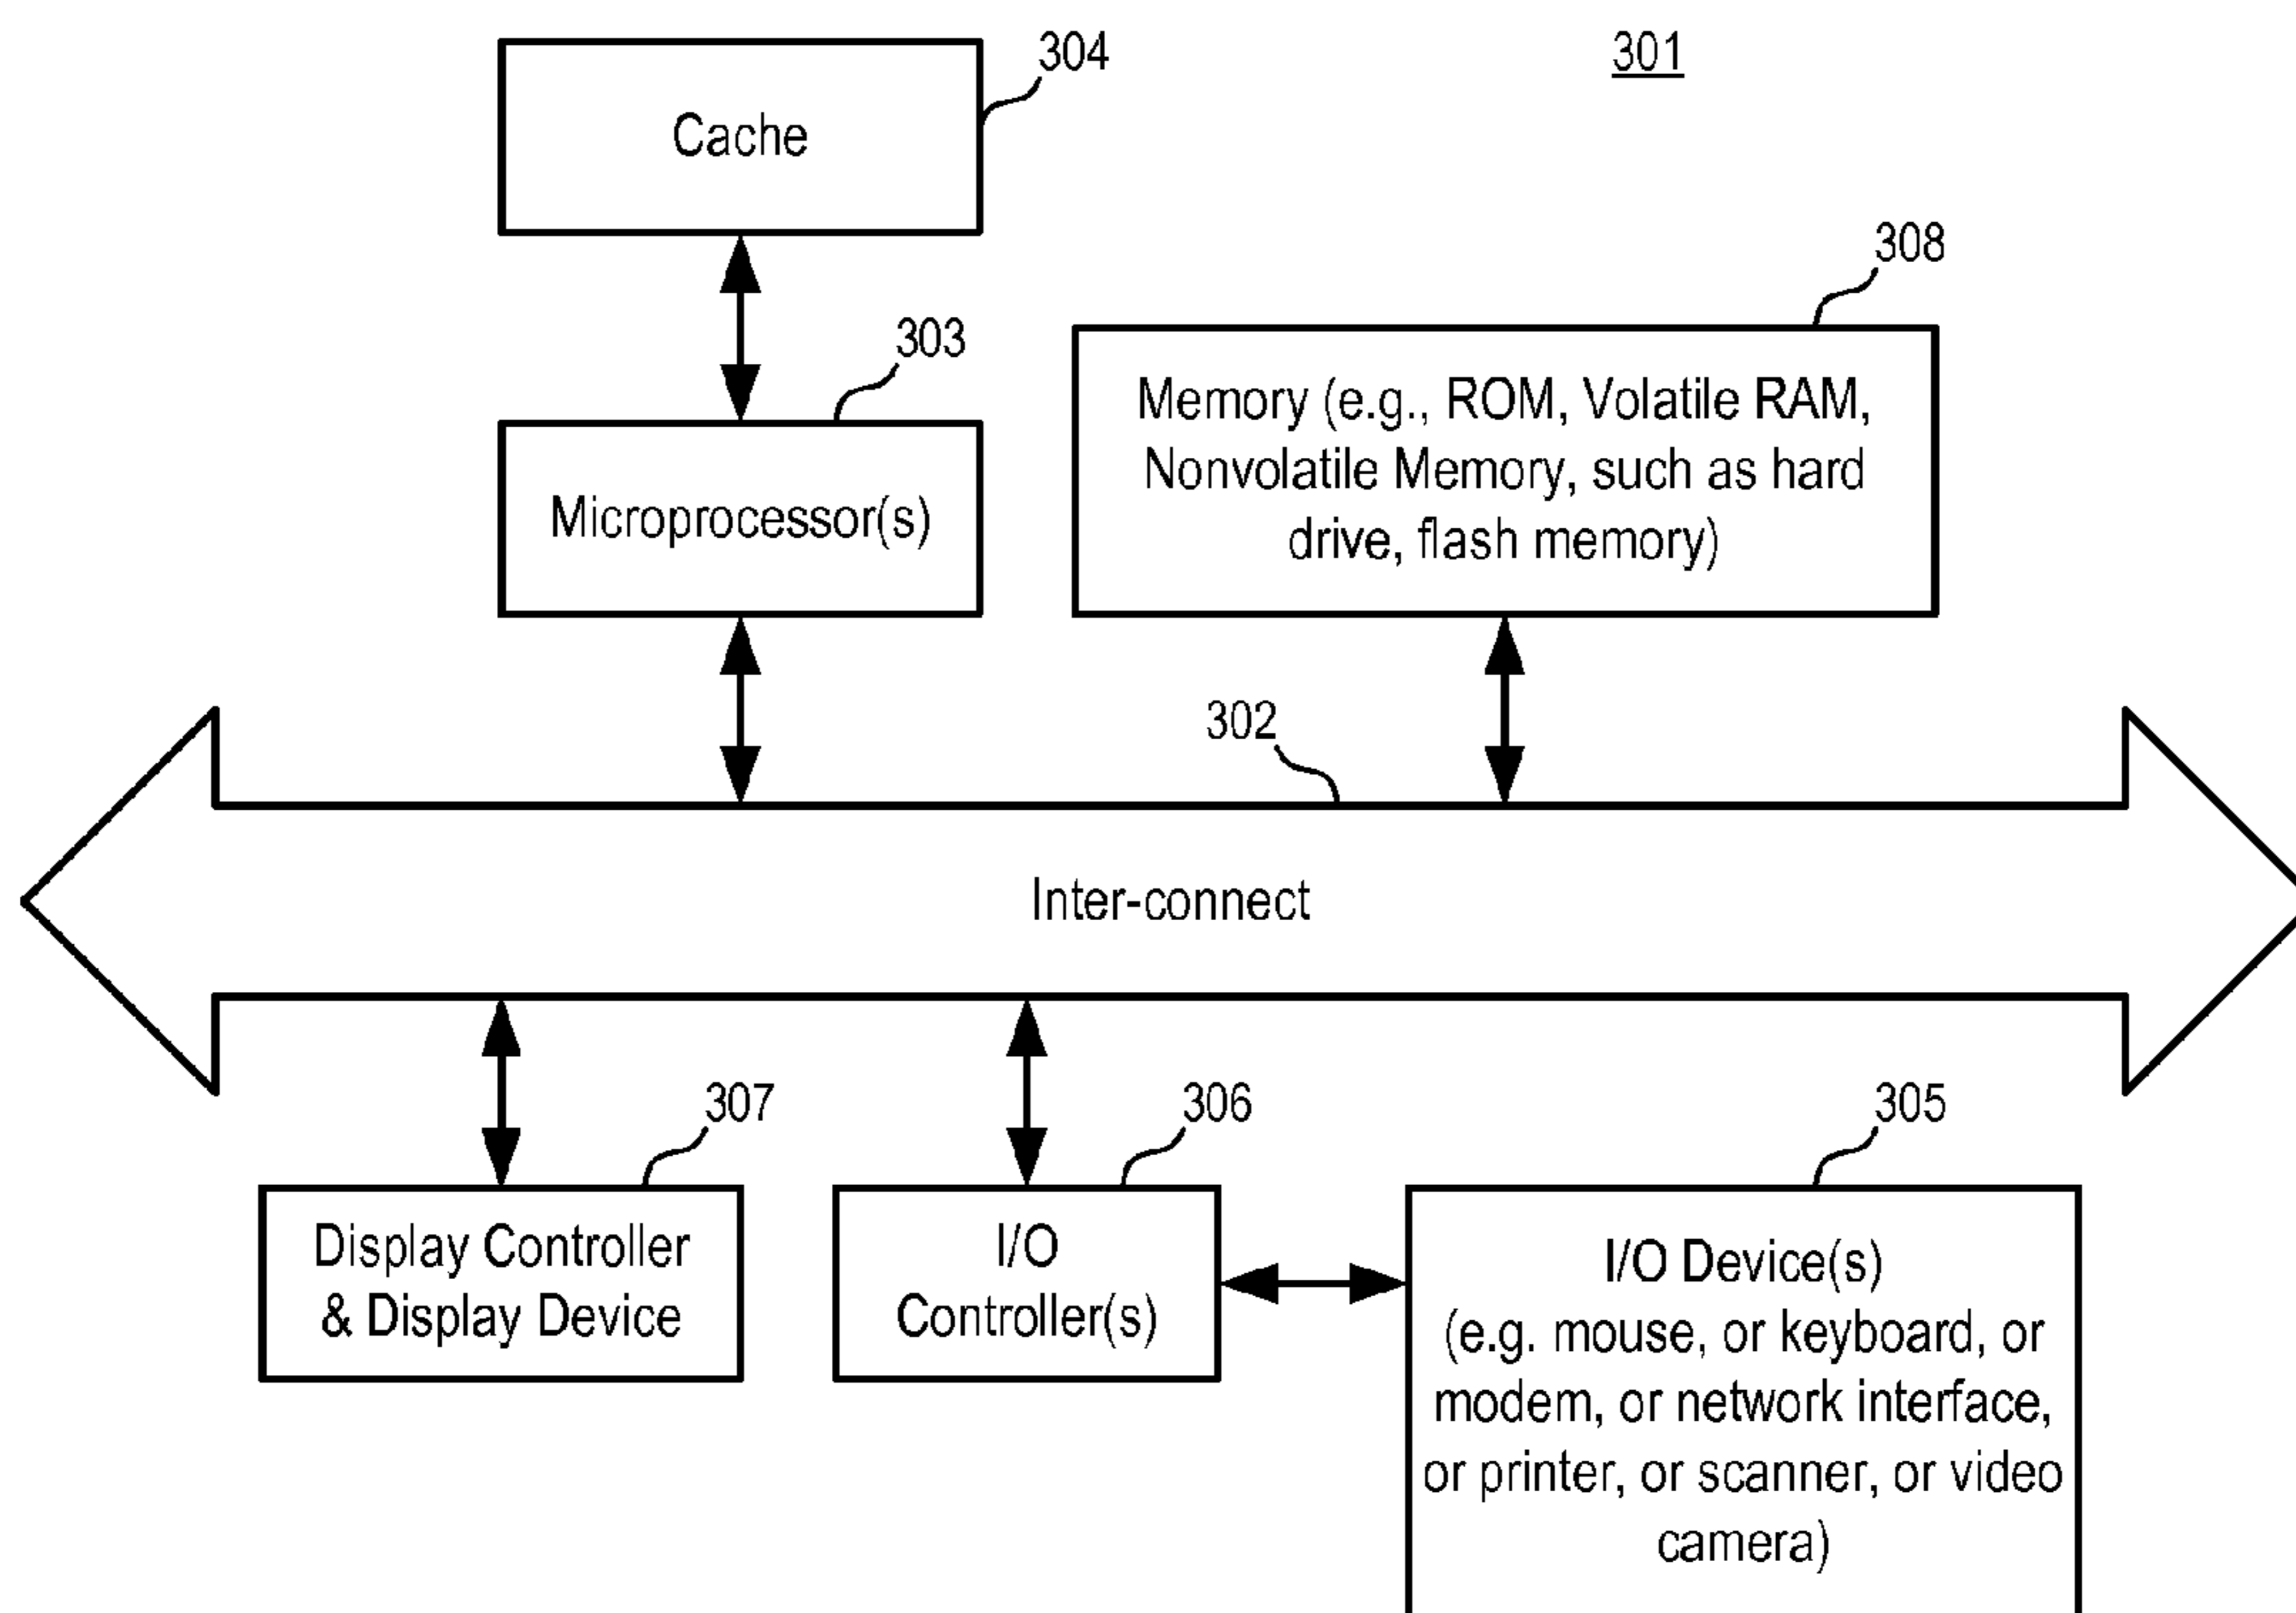 304
301
Cache
308
303
Memory (e.g., ROM, Volatile RAM,
Nonvolatile Memory, such as hard
drive, flash memory)
Microprocessor(s)
302
Inter-connect
307
306
305
Display Controller
& Display Device
I/O
Controller(s)
I/O Device(s)
(e.g. mouse, or keyboard, or
modem, or network interface,
or printer, or scanner, or video
camera)